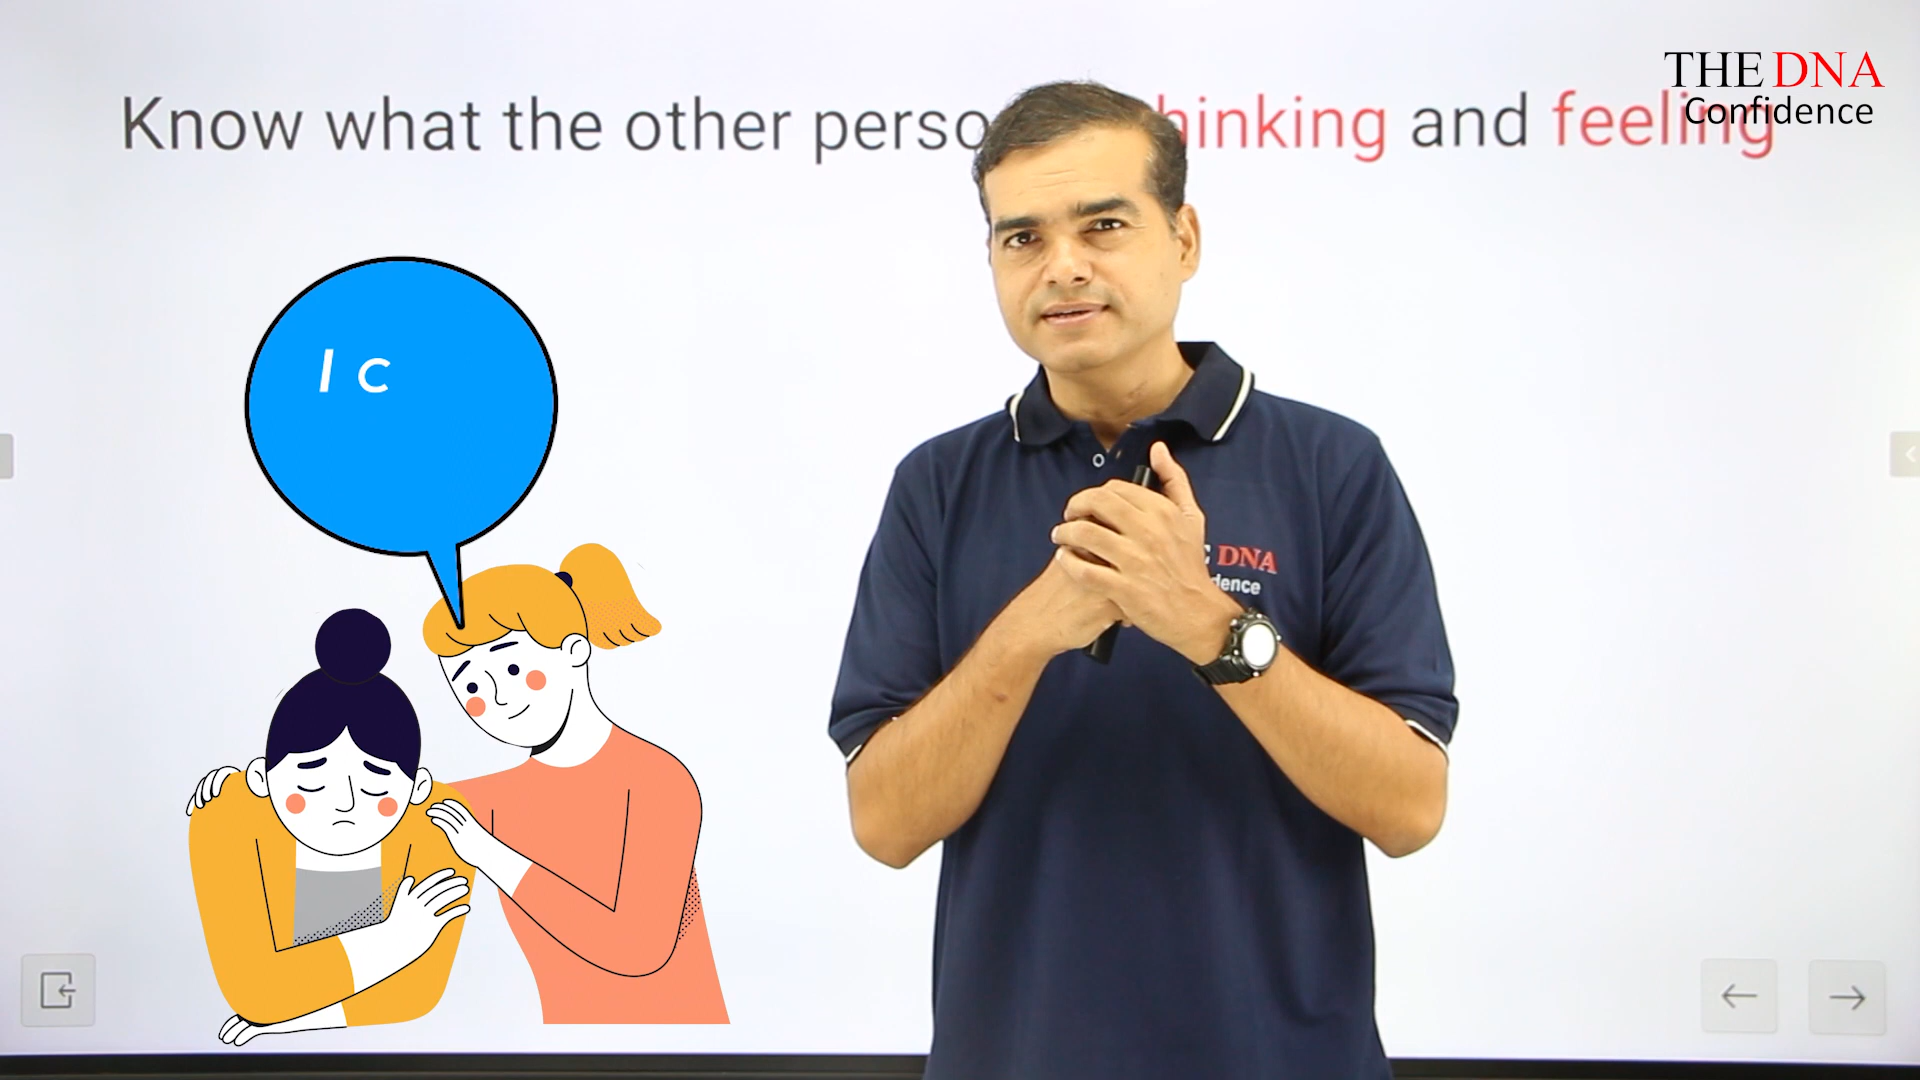 THE DNA
Confidence
Know what the other perso hinking and feeling
I c
DNA
dence